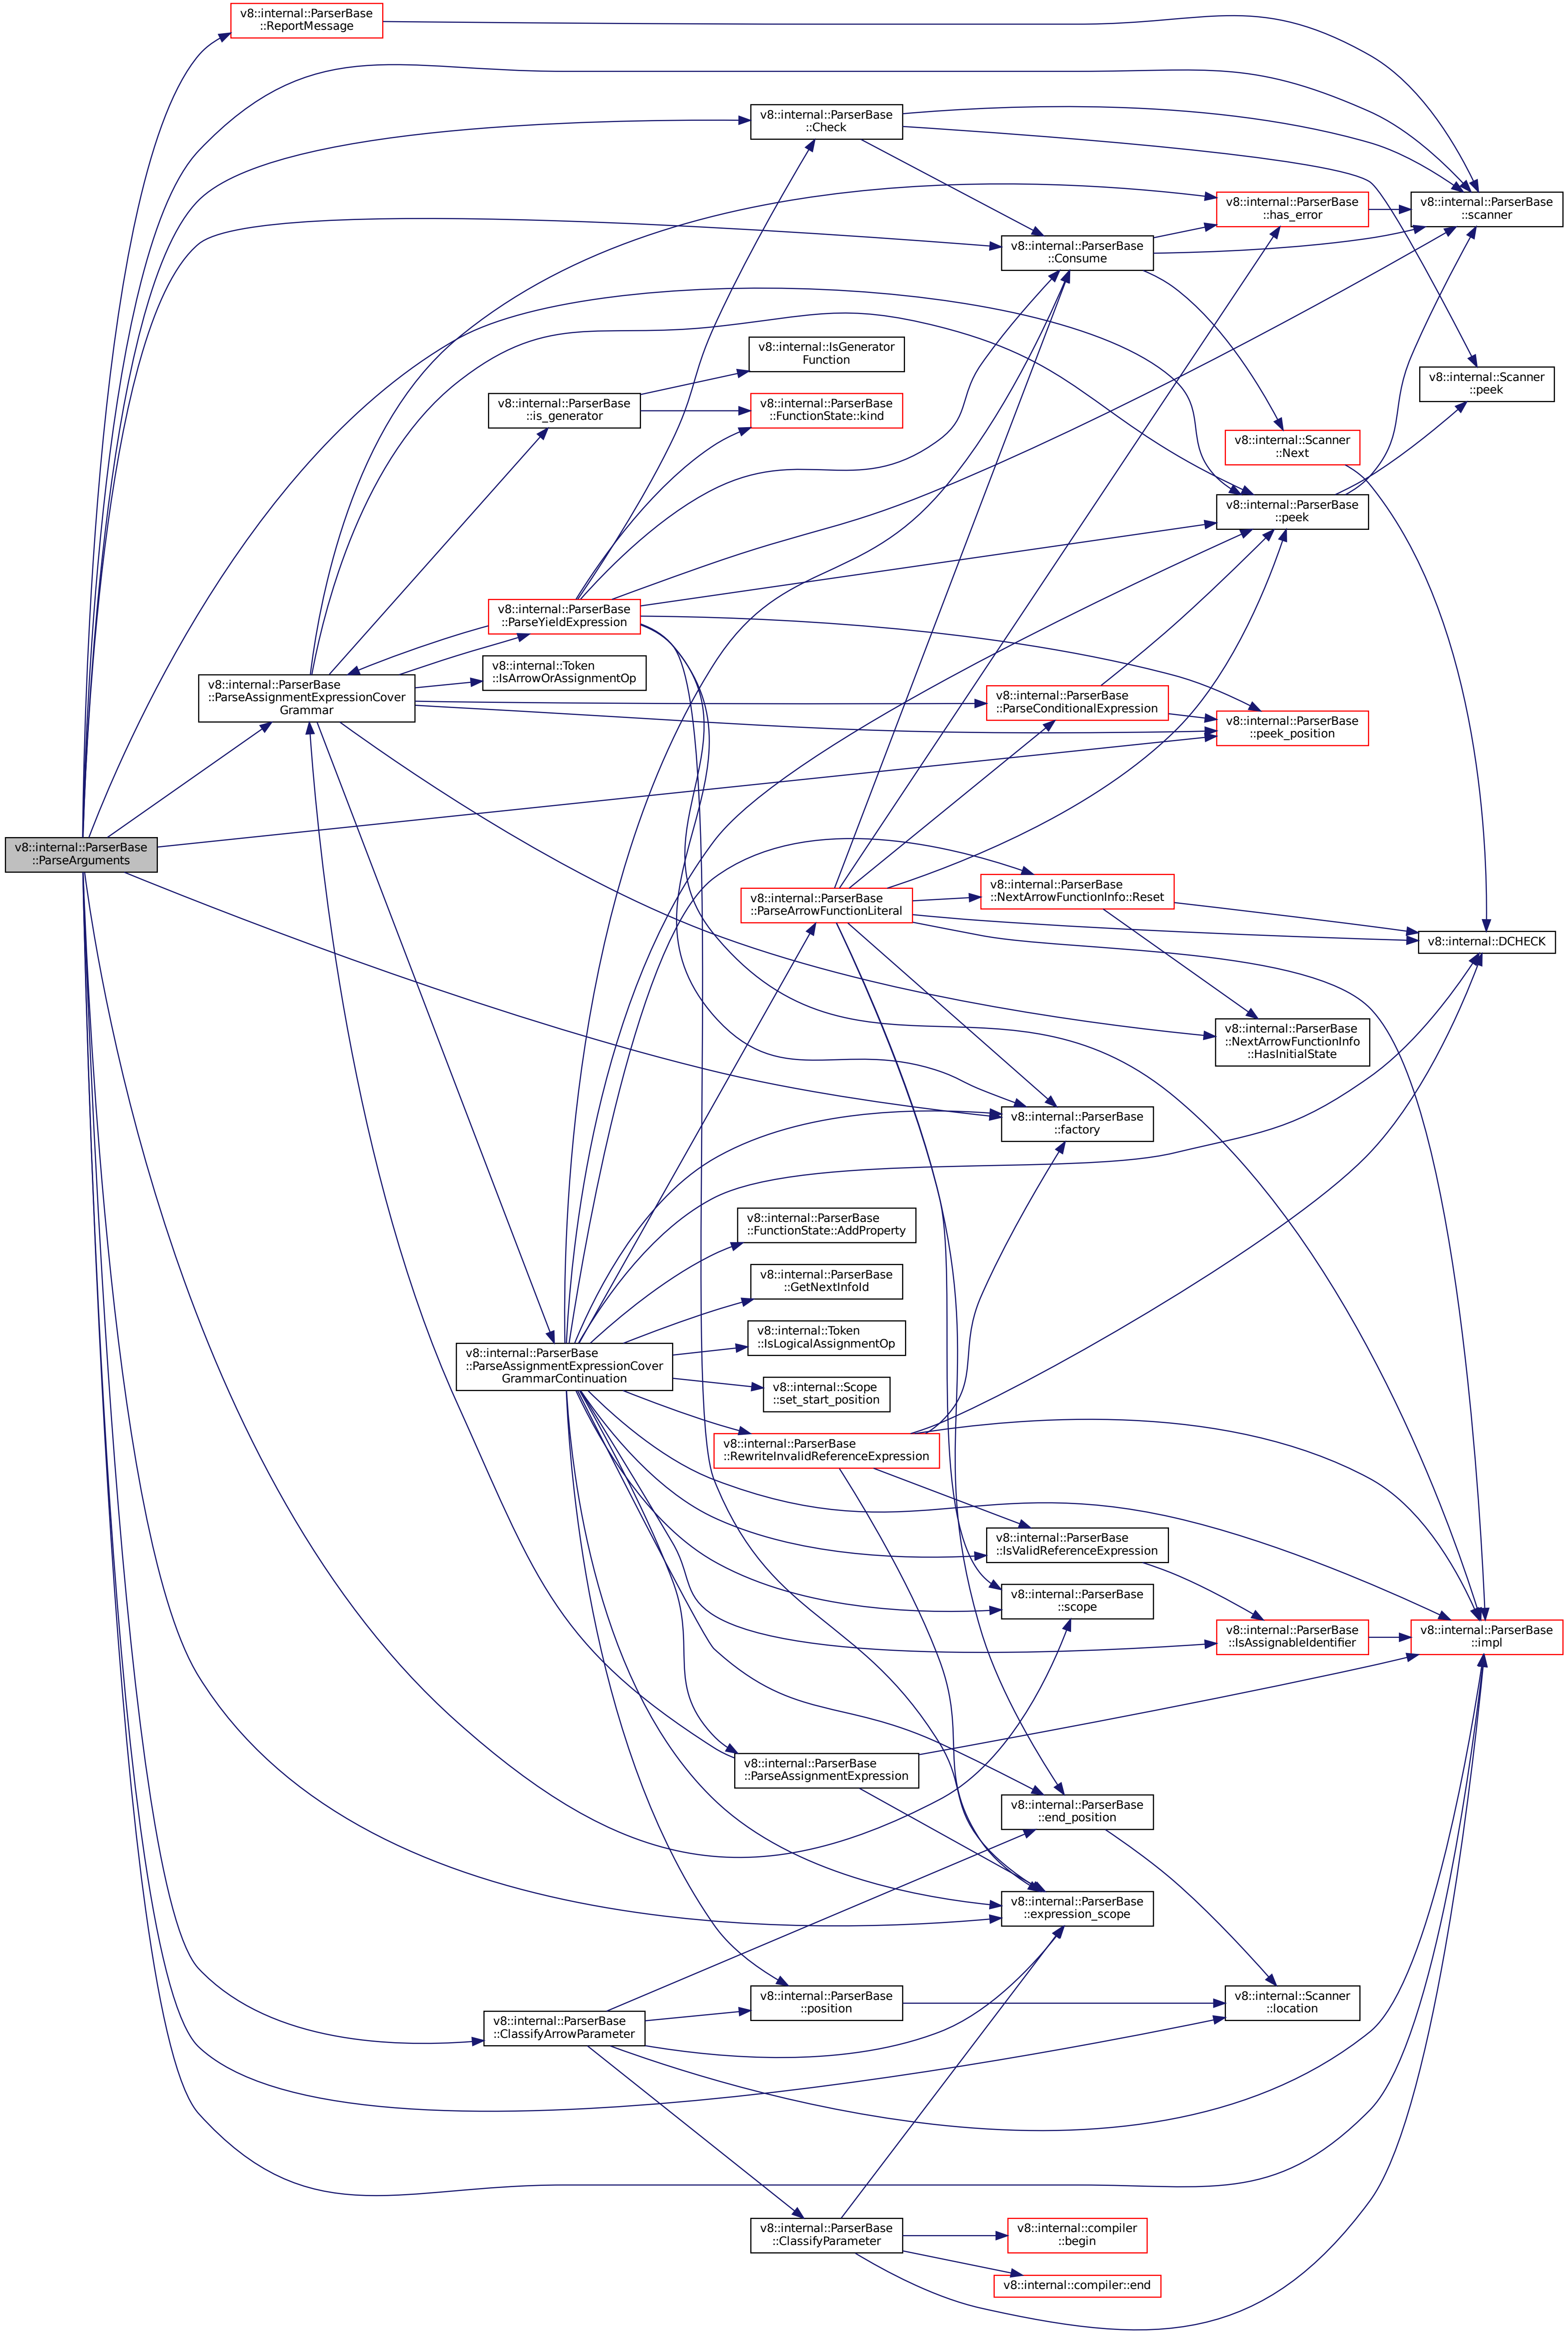 v8::internal::ParserBase
::ReportMessage
v8::internal::ParserBase
::Check
v8::internal::ParserBase
::has_error
v8::internal::ParserBase
::scanner
v8::internal::ParserBase
::Consume
v8::internal::IsGenerator
Function
v8::internal::Scanner
::peek
v8::internal::ParserBase
::is_generator
v8::internal::ParserBase
::FunctionState::kind
v8::internal::Scanner
::Next
v8::internal::ParserBase
::peek
v8::internal::ParserBase
::ParseYieldExpression
v8::internal::Token
::IsArrowOrAssignmentOp
v8::internal::ParserBase
::ParseAssignmentExpressionCover
Grammar
v8::internal::ParserBase
::ParseConditionalExpression
v8::internal::ParserBase
::peek_position
v8::internal::ParserBase
::ParseArguments
v8::internal::ParserBase
::ParseArrowFunctionLiteral
v8::internal::ParserBase
::NextArrowFunctionInfo::Reset
v8::internal::DCHECK
v8::internal::ParserBase
::NextArrowFunctionInfo
::HasInitialState
v8::internal::ParserBase
::factory
v8::internal::ParserBase
::FunctionState::AddProperty
v8::internal::ParserBase
::GetNextInfoId
v8::internal::Token
::IsLogicalAssignmentOp
v8::internal::ParserBase
::ParseAssignmentExpressionCover
GrammarContinuation
v8::internal::Scope
::set_start_position
v8::internal::ParserBase
::RewriteInvalidReferenceExpression
v8::internal::ParserBase
::IsValidReferenceExpression
v8::internal::ParserBase
::scope
v8::internal::ParserBase
::IsAssignableIdentifier
v8::internal::ParserBase
::impl
v8::internal::ParserBase
::ParseAssignmentExpression
v8::internal::ParserBase
::end_position
v8::internal::ParserBase
::expression_scope
v8::internal::ParserBase
::position
v8::internal::Scanner
::location
v8::internal::ParserBase
::ClassifyArrowParameter
v8::internal::ParserBase
::ClassifyParameter
v8::internal::compiler
::begin
v8::internal::compiler::end